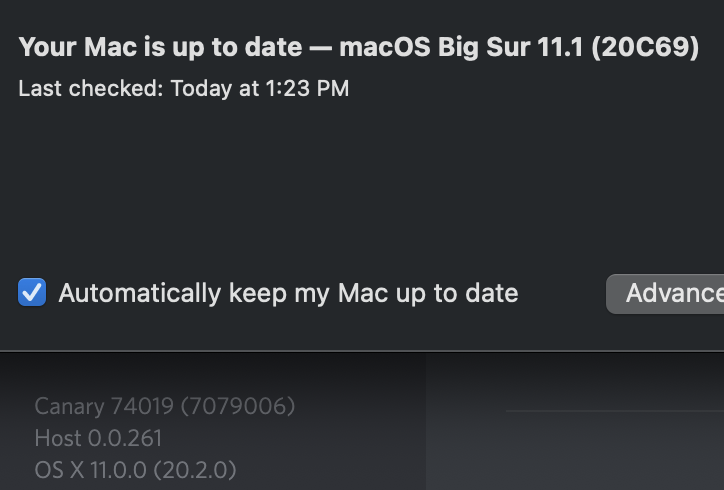 Your Mac is up to date — macOS Big Sur 11.1 (20C69)
Last checked: Today at 1:23 PM
Automatically keep my Mac up to date
Advance
Canary 74019 (7079006)
Host 0.0.261
OS X 11.0.0 (20.2.0)